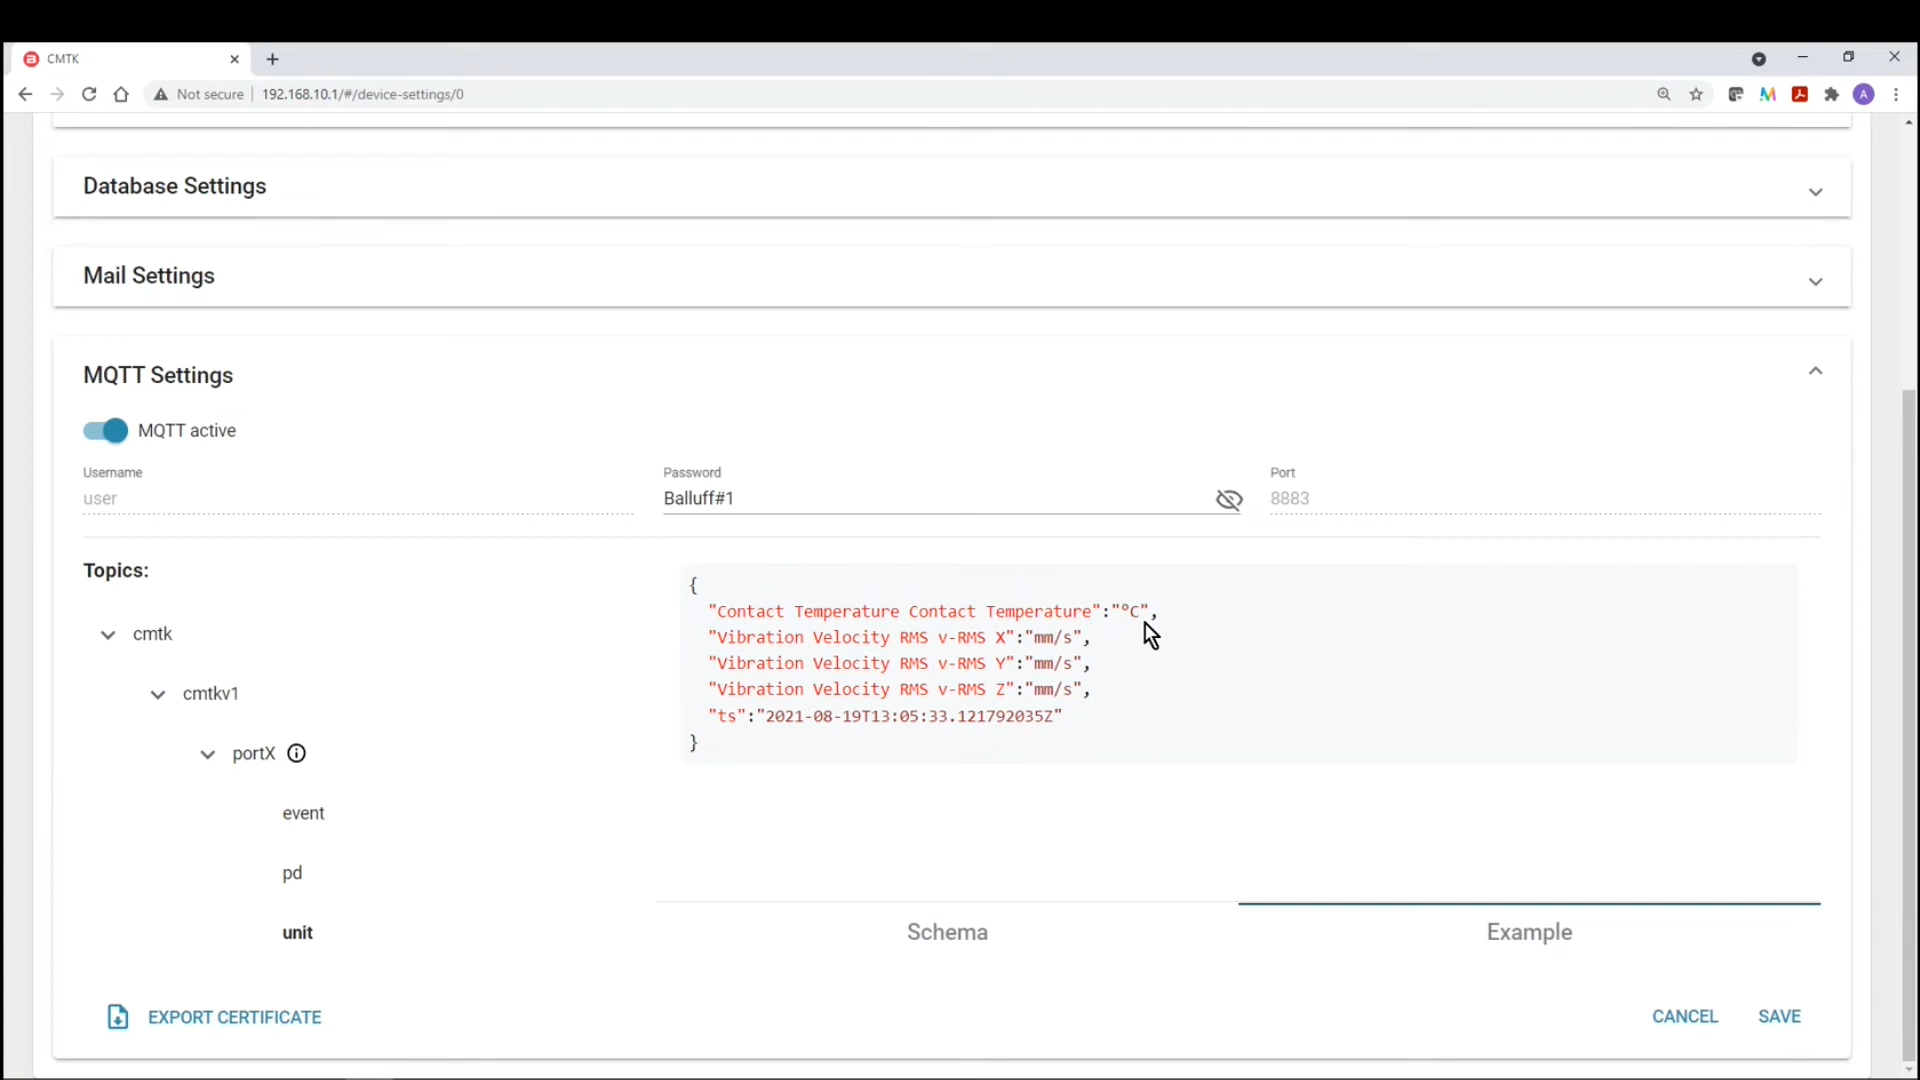 CMTK
Not secure
192.168.10.1/#/device-settings/0
A
Database Settings
Mail Settings
MQTT Settings
MQTT active
Username
Password
Port
user
Balluff#1
8883
Topics:
cmtk
cmtkv1
portX
event
pd
unit
{
"Contact Temperature Contact Temperature":"°C",
"Vibration Velocity RMS v-RMS X":"mm/s",
"Vibration Velocity RMS v-RMS Y":"mm/s",
"Vibration Velocity RMS v-RMS Z":"mm/s",
"ts":"2021-08-19T13:05:33.121792035Z"
}
Schema
Example
EXPORT CERTIFICATE
CANCEL
SAVE